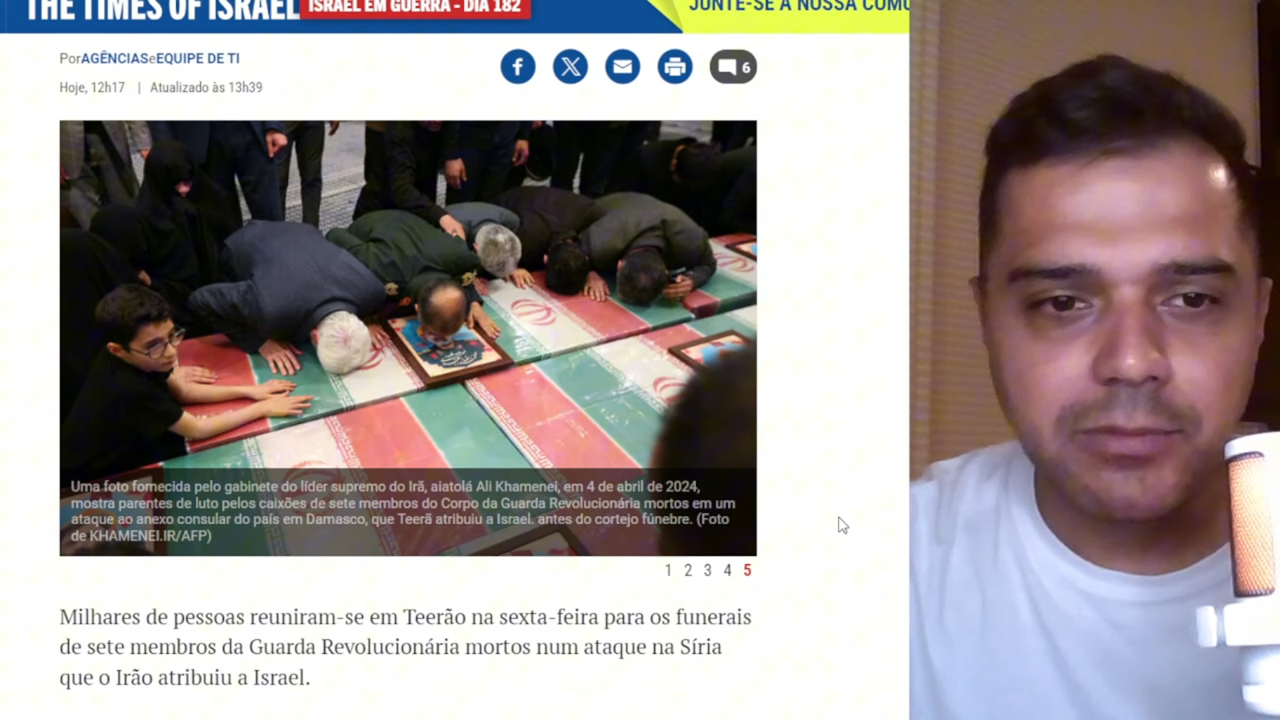 THE TIMES OF ISRAEL
ISRAEL EM GUERRA - DIA 182
JUNTE-SE A NOSSA COMU
PorAGÊNCIASeEQUIPE DE TI
Hoje, 12h17 | Atualizado às 13h39
6
Uma foto fornecida pelo gabinete do líder supremo do Irã, aiatolá Ali Khamenei, em 4 de abril de 2024,
mostra parentes de luto pelos caixões de sete membros do Corpo da Guarda Revolucionária mortos em um
ataque ao anexo consular do país em Damasco, que Teerã atribuiu a Israel. antes do cortejo fúnebre. (Foto
de KHAMENEI.IR/AFP)
1 2 3 4 5
Milhares de pessoas reuniram-se em Teerão na sexta-feira para os funerais
de sete membros da Guarda Revolucionária mortos num ataque na Síria
que o Irão atribuiu a Israel.